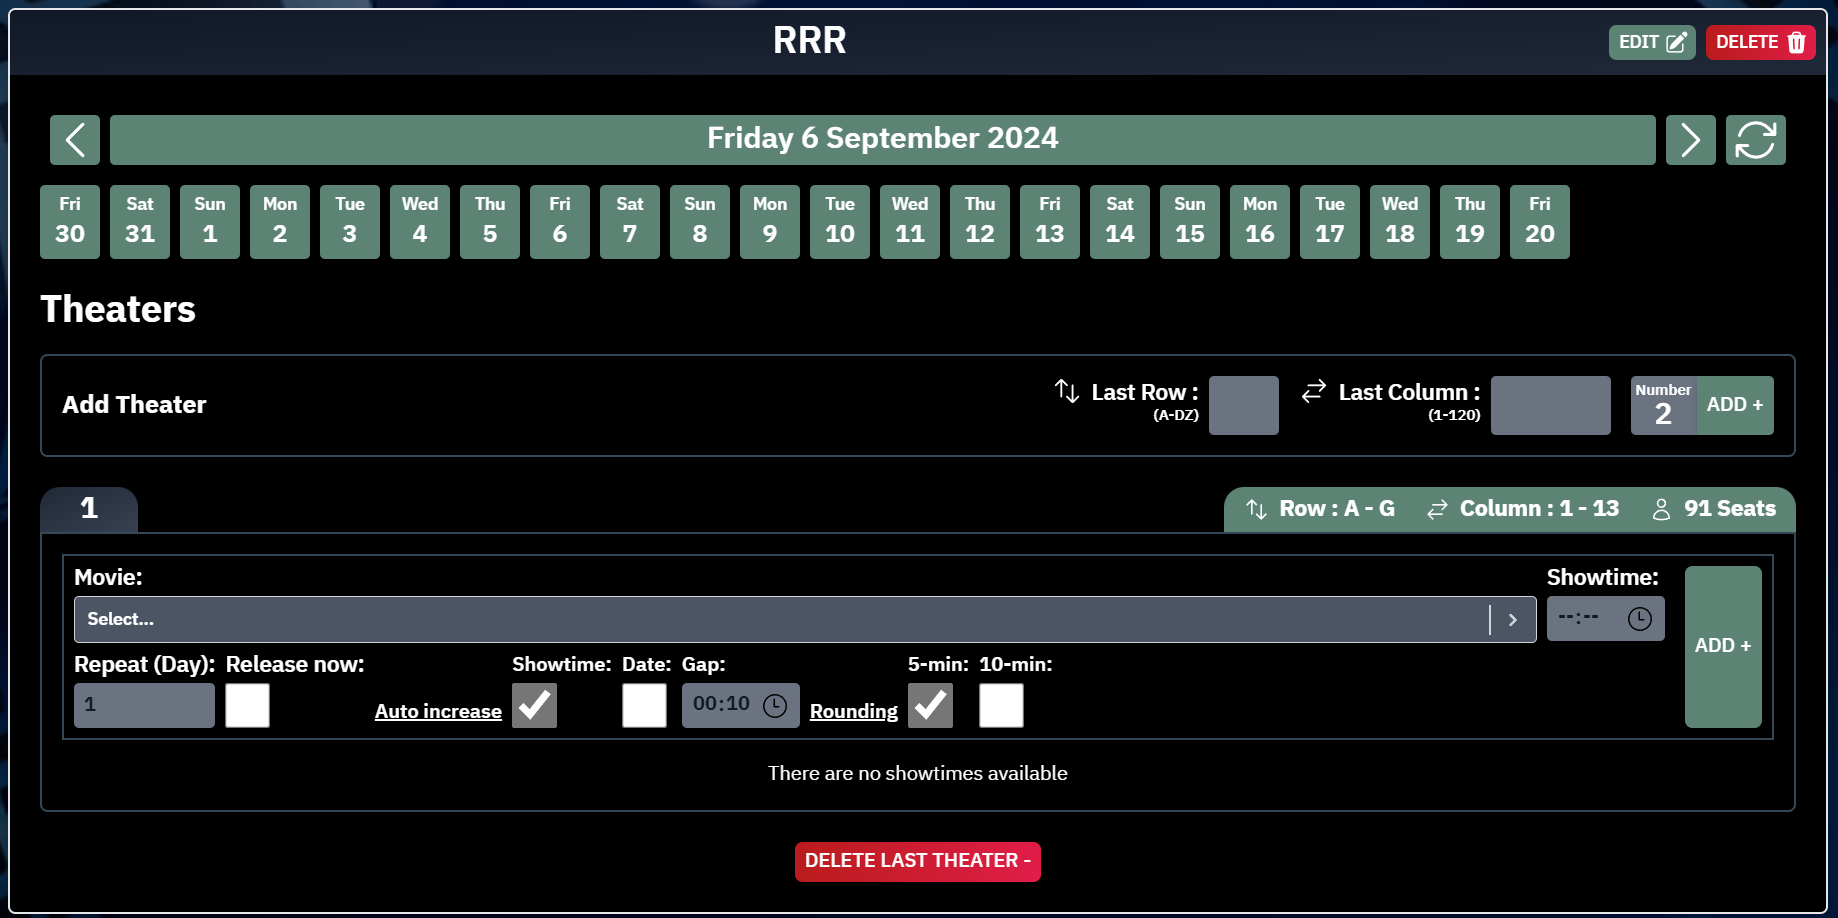 RRR
EDIT
DELETE
Friday 6 September 2024
Fri Sat Sun Mon Tue Wed Thu Fri Sat Sun Mon Tue Wed Thu Fri Sat Sun Mon Tue Wed Thu Fri
30 31 1 2 3 4 5 6 7 8 9 10 11 12 13 14 15 16 17 18 19 20
Theaters
Add Theater
Last Row :
(A-DZ)
Last Column :
(1-120)
Number
2
ADD +
1
Row : A - G
Column : 1 - 13
91 Seats
Movie:
Select...
Showtime:
--:--
ADD +
Repeat (Day):
1
Release now:
Auto increase
Showtime:
Date:
Gap:
00:10
Rounding
5-min:
10-min:
There are no showtimes available
DELETE LAST THEATER -